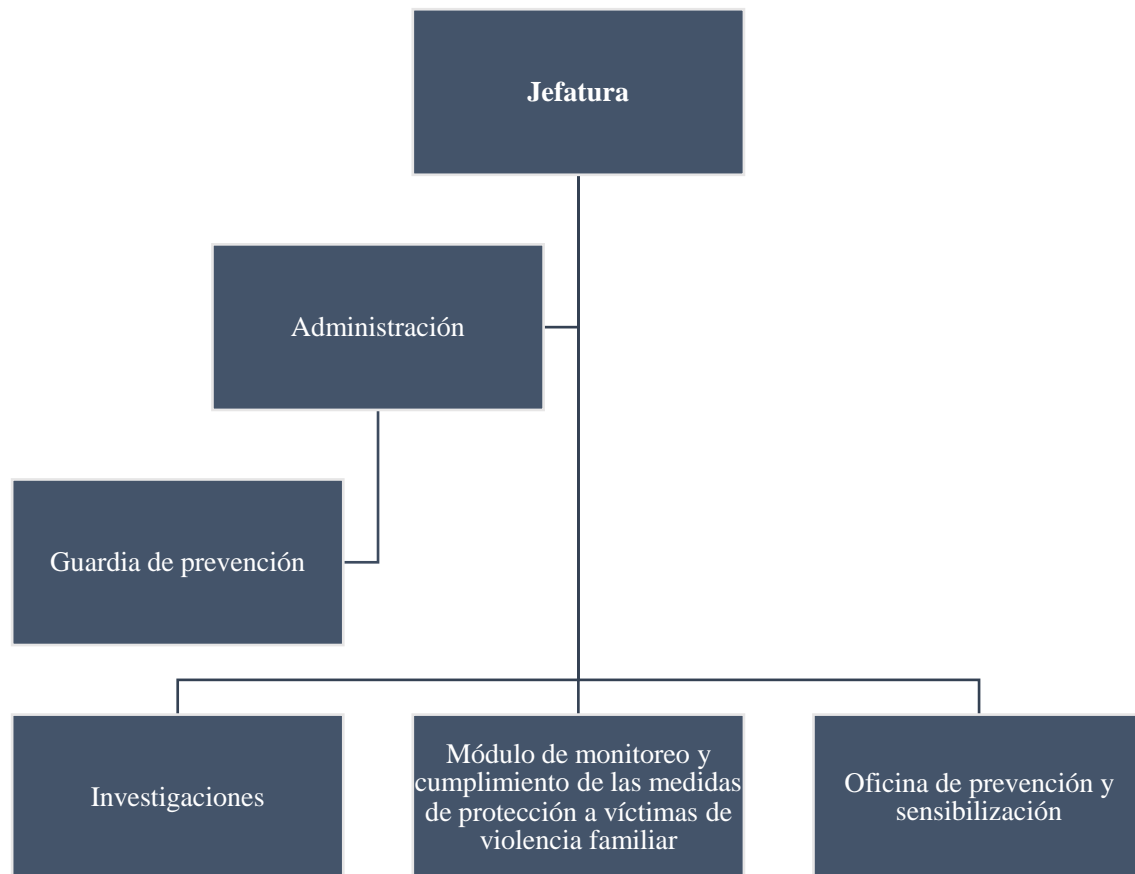 Jefatura
Administración
Guardia de prevención
Investigaciones
Módulo de monitoreo y
cumplimiento de las medidas
de protección a víctimas de
violencia familiar
Oficina de prevención y
sensibilización